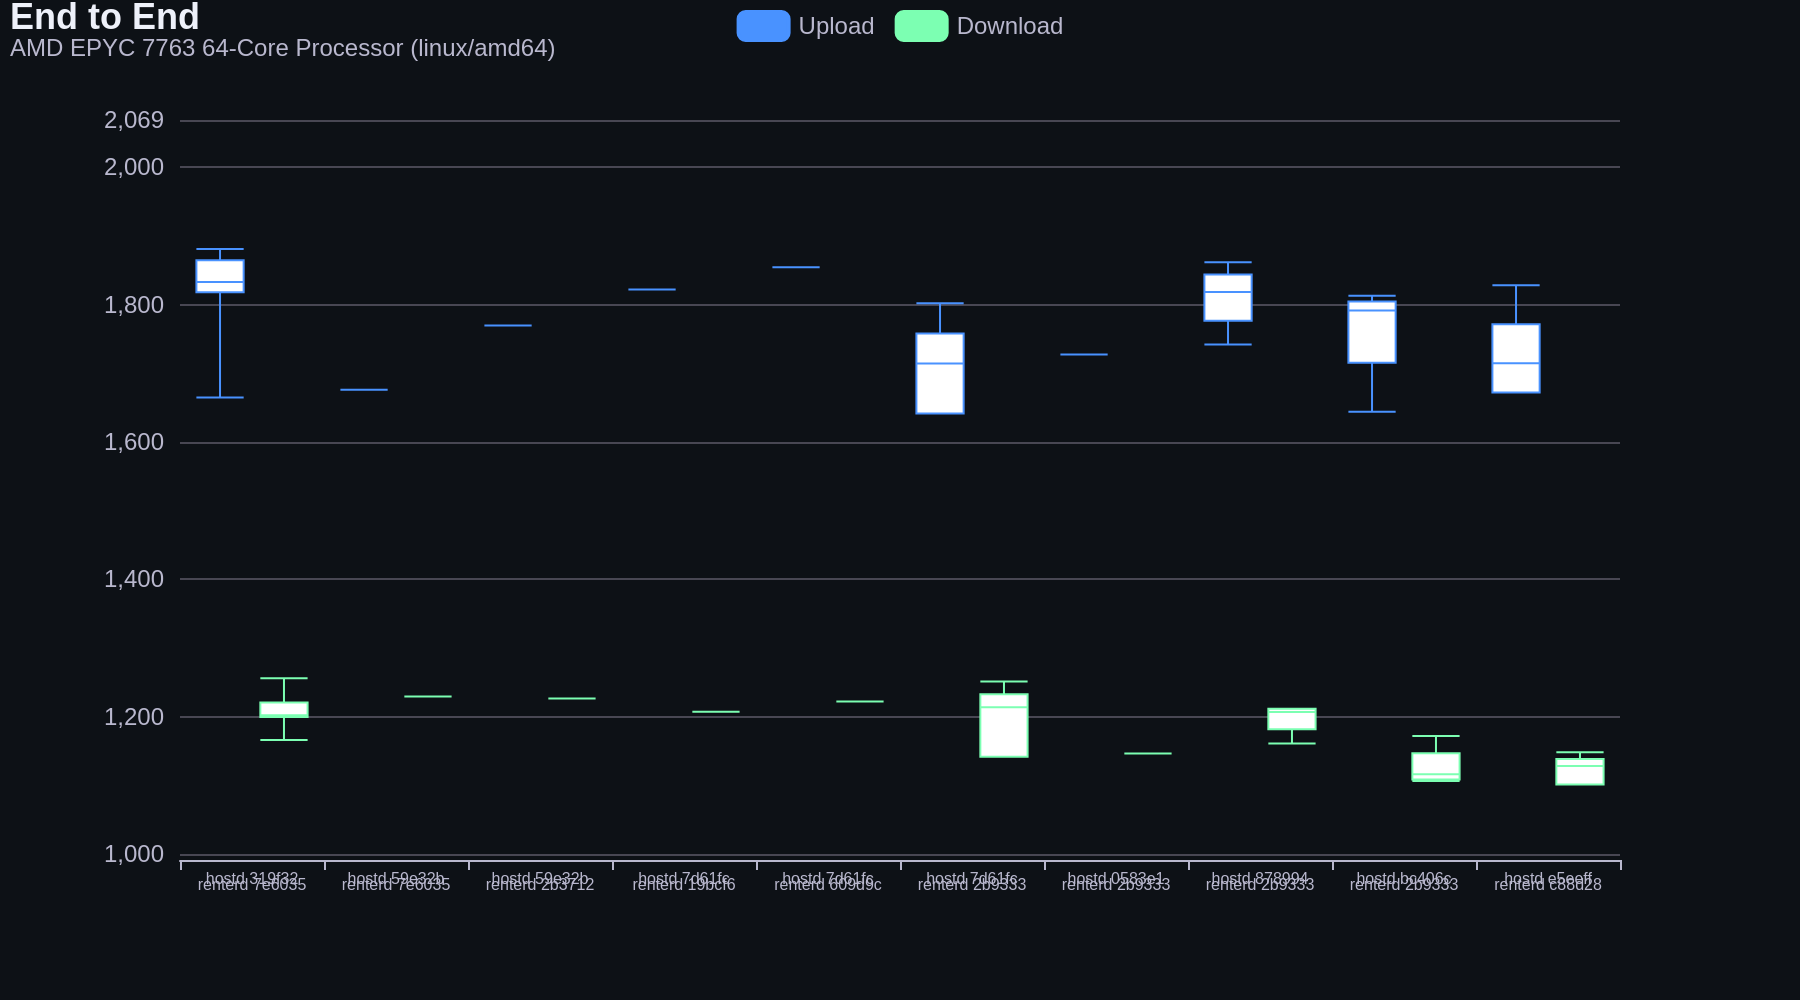 End to End
AMD EPYC 7763 64-Core Processor (linux/amd64)
Upload
Download
2,069
2,000
1,800
1,600
1,400
1,200
1,000
hostd 319f32
renterd 7e6035
hostd 59e32b
renterd 7e6035
hostd 59e32b
renterd 2b3712
hostd 7d61fc
renterd 19bcf6
hostd 7d61fc
renterd 609d9c
hostd 7d61fc
renterd 2b9333
hostd 0583e1
renterd 2b9333
hostd 878994
renterd 2b9333
hostd bc406c
renterd 2b9333
hostd e5eeff
renterd c88d28